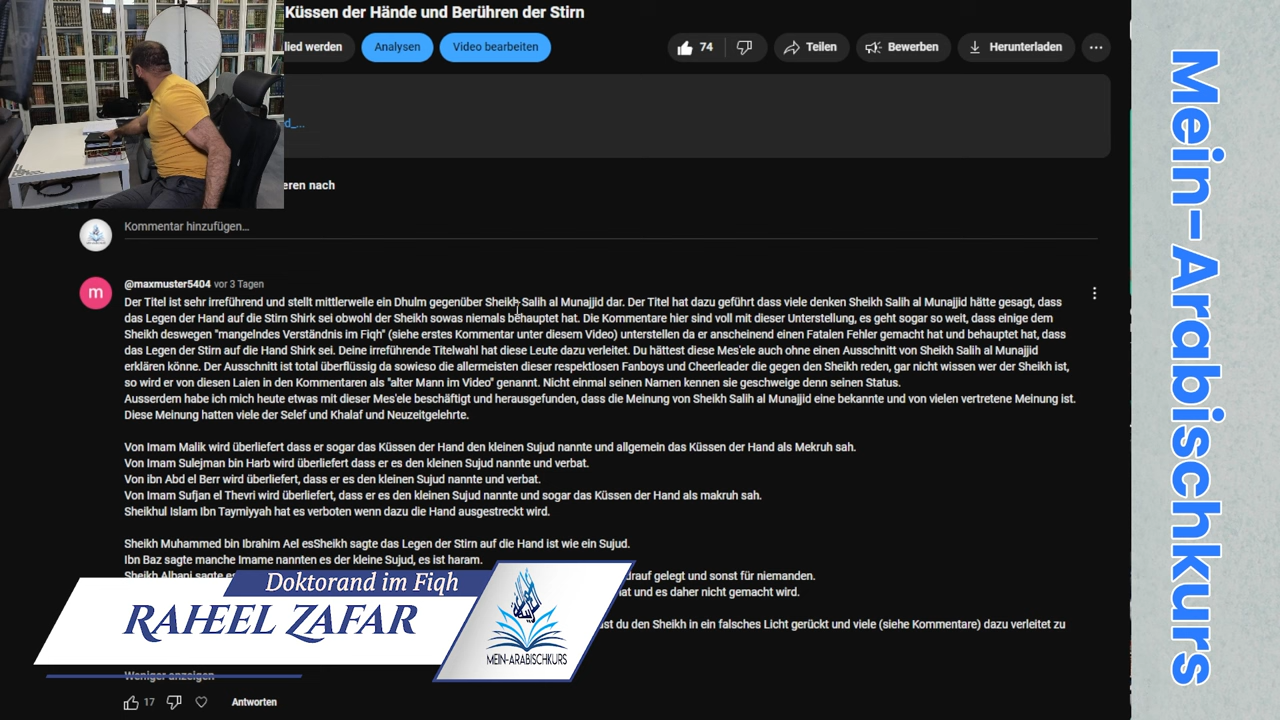 Küssen der Hände und Berühren der Stirn
lied werden
Analysen
Video bearbeiten
74
Teilen
Bewerben
Herunterladen
d_...
eren nach
Kommentar hinzufügen...
m
@maxmuster5404 vor 3 Tagen
Der Titel ist sehr irreführend und stellt mittlerweile ein Dhulm gegenüber Sheikh Salih al Munajjid dar. Der Titel hat dazu geführt dass viele denken Sheikh Salih al Munajjid hätte gesagt, dass
das Legen der Hand auf die Stirn Shirk sei obwohl der Sheikh sowas niemals behauptet hat. Die Kommentare hier sind voll mit dieser Unterstellung, es geht sogar so weit, dass einige dem
Sheikh deswegen "mangelndes Verständnis im Fiqh" (siehe erstes Kommentar unter diesem Video) unterstellen da er anscheinend einen Fatalen Fehler gemacht hat und behauptet hat, dass
das Legen der Stirn auf die Hand Shirk sei. Deine irreführende Titelwahl hat diese Leute dazu verleitet. Du hättest diese Mes'ele auch ohne einen Ausschnitt von Sheikh Salih al Munajjid
erklären könne. Der Ausschnitt ist total überflüssig da sowieso die allermeisten dieser respektlosen Fanboys und Cheerleader die gegen den Sheikh reden, gar nicht wissen wer der Sheikh ist,
so wird er von diesen Laien in den Kommentaren als "alter Mann im Video" genannt. Nicht einmal seinen Namen kennen sie geschweige denn seinen Status.
Ausserdem habe ich mich heute etwas mit dieser Mes'ele beschäftigt und herausgefunden, dass die Meinung von Sheikh Salih al Munajjid eine bekannte und von vielen vertretene Meinung ist.
Diese Meinung hatten viele der Selef und Khalaf und Neuzeitgelehrte.
Von Imam Malik wird überliefert dass er sogar das Küssen der Hand den kleinen Sujud nannte und allgemein das Küssen der Hand als Mekruh sah.
Von Imam Sulejman bin Harb wird überliefert dass er es den kleinen Sujud nannte und verbat.
Von ibn Abd el Berr wird überliefert, dass er es den kleinen Sujud nannte und verbat.
Von Imam Sufjan el Thevri wird überliefert, dass er es den kleinen Sujud nannte und sogar das Küssen der Hand als makruh sah.
Sheikhul Islam Ibn Taymiyyah hat es verboten wenn dazu die Hand ausgestreckt wird.
Sheikh Muhammed bin Ibrahim Ael esSheikh sagte das Legen der Stirn auf die Hand ist wie ein Sujud.
Ibn Baz sagte manche Imame nannten es der kleine Sujud, es ist haram.
Sheikh Albani sagte es drauf gelegt und sonst für niemanden.
hat und es daher nicht gemacht wird.
st du den Sheikh in ein falsches Licht gerückt und viele (siehe Kommentare) dazu verleitet zu
Weniger anzeigen
17
Antworten
Doktorand im Fiqh
RAHEEL ZAFAR
MEIN-ARABISCHKURS
Mein-Arabischkurs